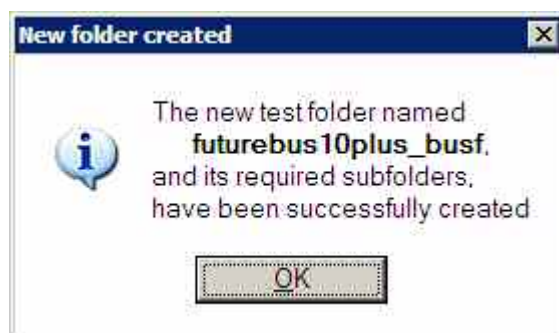 New folder created
The new test folder named
futurebus10plus_busf,
and its required subfolders,
have been successfully created
OK